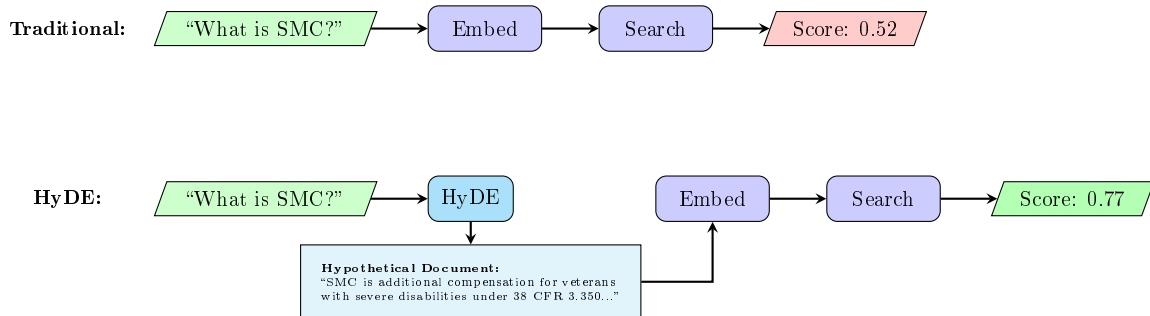 Traditional: “What is SMC?” Embed Search Score: 0.52
HyDE: “What is SMC?” HyDE Embed Search Score: 0.77
Hypothetical Document:
“SMC is additional compensation for veterans
with severe disabilities under 38 CFR 3.350...”